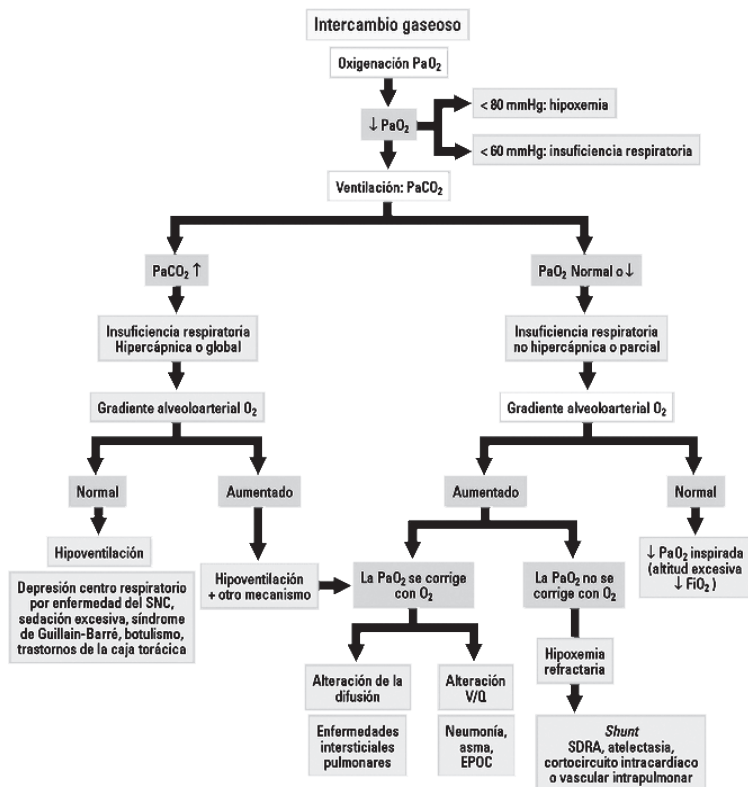 Intercambio gaseoso
Oxigenación PaO₂
↓ PaO₂
< 80 mmHg: hipoxemia
< 60 mmHg: insuficiencia respiratoria
Ventilación: PaCO₂
PaCO₂ ↑
PaO₂ Normal o ↓
Insuficiencia respiratoria
Hipercápnica o global
Insuficiencia respiratoria
no hipercápnica o parcial
Gradiente alveoloarterial O₂
Gradiente alveoloarterial O₂
Normal
Aumentado
Aumentado
Normal
Hipoventilación
Depresión centro respiratorio
por enfermedad del SNC,
sedación excesiva, síndrome
de Guillain-Barré, botulismo,
trastornos de la caja torácica
Hipoventilación
+ otro mecanismo
La PaO₂ se corrige
con O₂
La PaO₂ no se
corrige con O₂
↓ PaO₂ inspirada
(altitud excesiva
↓ FiO₂ )
Alteración de la
difusión
Alteración
V/Q
Hipoxemia
refractaria
Enfermedades
intersticiales
pulmonares
Neumonía,
asma,
EPOC
Shunt
SDRA, atelectasia,
cortocircuito intracardíaco
o vascular intrapulmonar